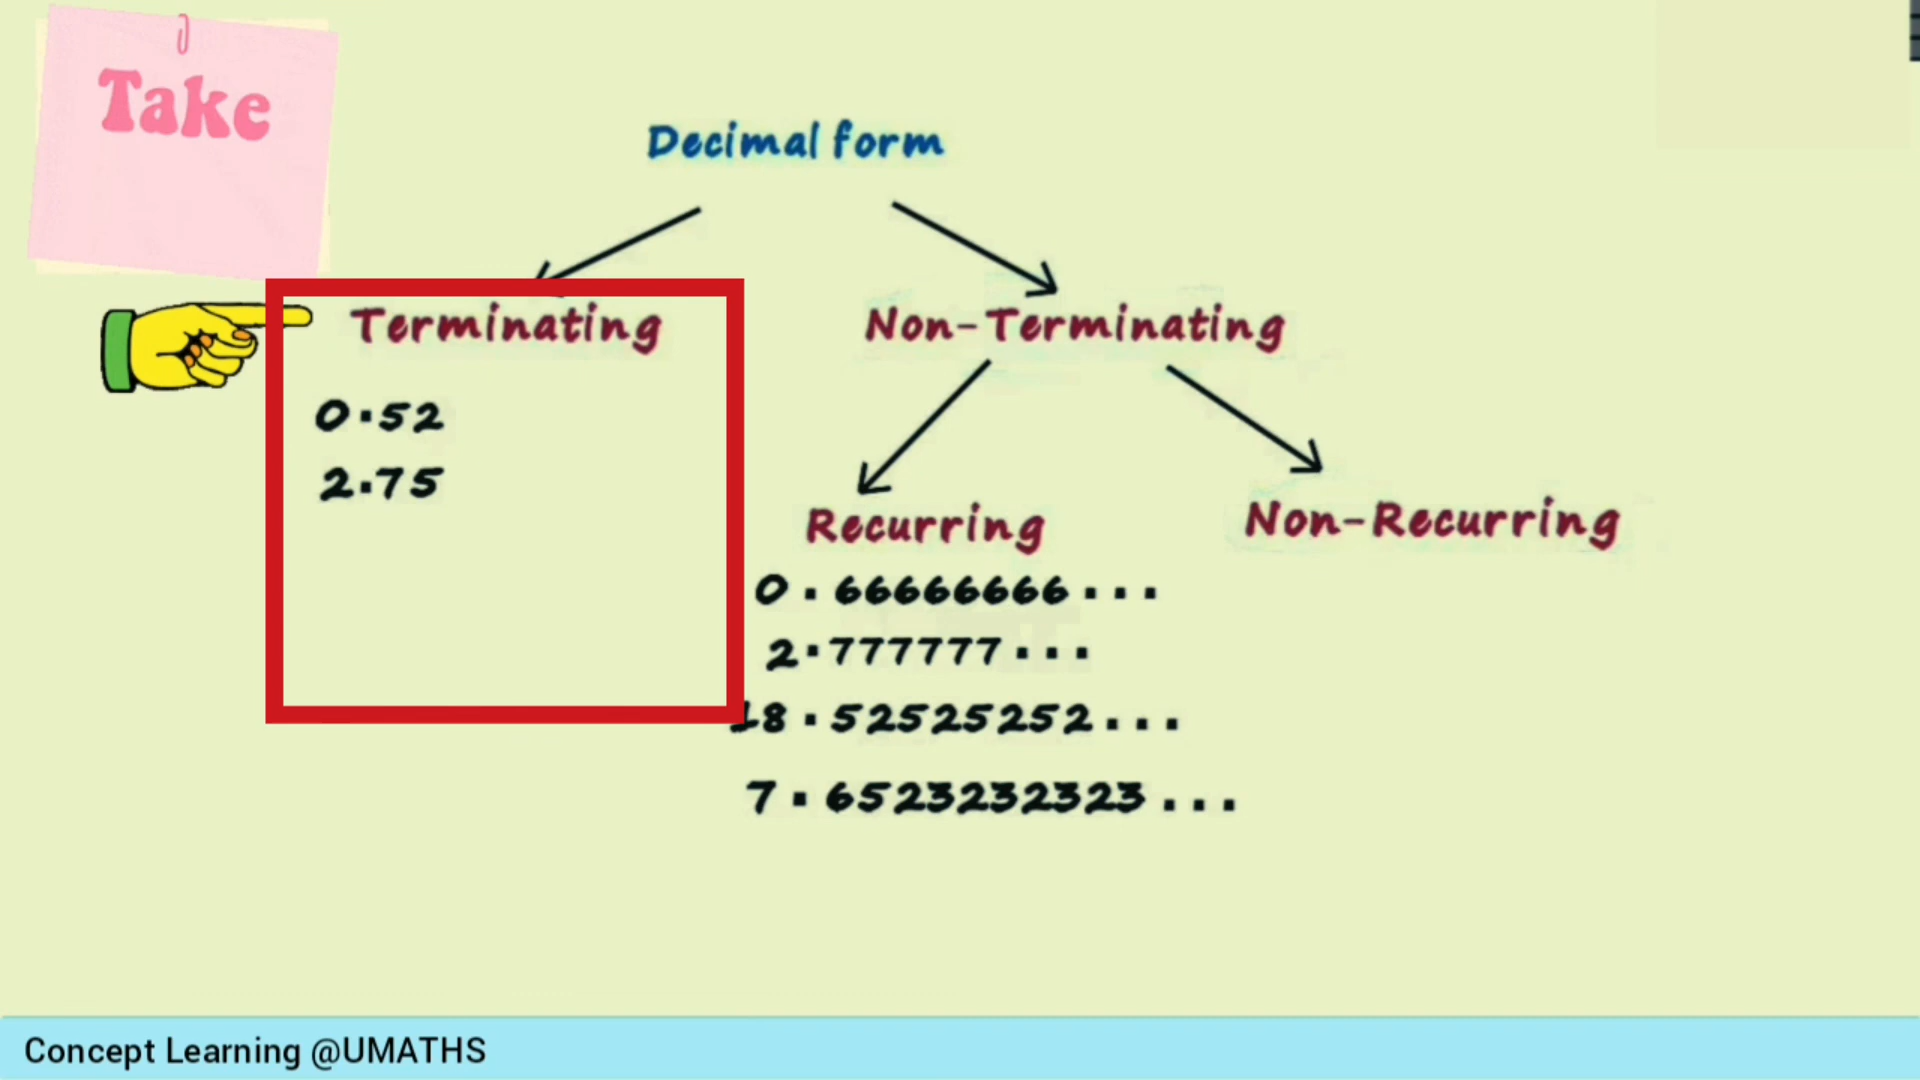 Take
Decimal form
Terminating
Non-Terminating
0.52
2.75
Recurring
Non-Recurring
0.66666666...
2.777777...
18.52525252...
7.6523232323...
Concept Learning @UMATHS